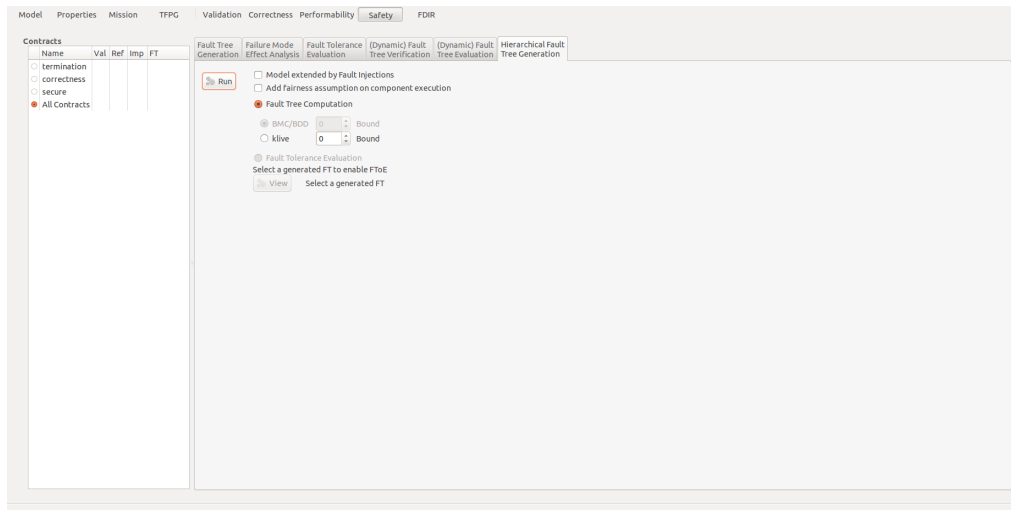 Model Properties Mission TFPG Validation Correctness Performability Safety FDIR
Contracts
Name Val Ref Imp FT
termination
correctness
secure
All Contracts
Fault Tree Generation
Failure Mode Effect Analysis
Fault Tolerance Evaluation
(Dynamic) Fault Tree Verification
(Dynamic) Fault Tree Evaluation
Hierarchical Fault Tree Generation
Run
Model extended by Fault Injections
Add fairness assumption on component execution
Fault Tree Computation
BMC/BDD 0 Bound
klive 0 Bound
Fault Tolerance Evaluation
Select a generated FT to enable FToE
View Select a generated FT